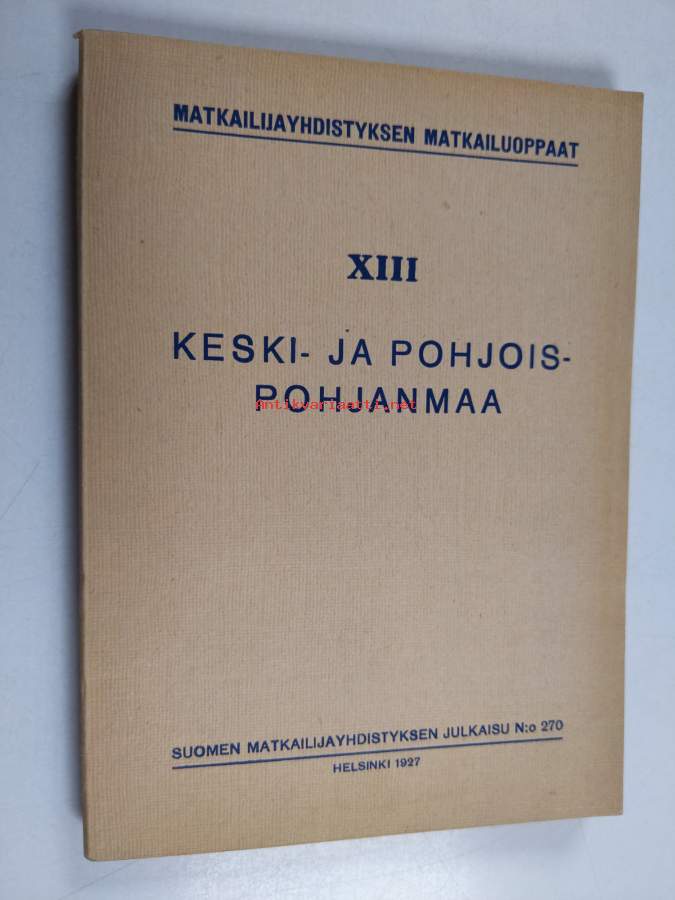 MATKAILIJAYHDISTYKSEN MATKAILUOPPAAT
XIII
KESKI- JA POHJOIS-
POHJANMAA
Antikvariaatti.net
SUOMEN MATKAILIJAYHDISTYKSEN JULKAISU N:o 270
HELSINKI 1927